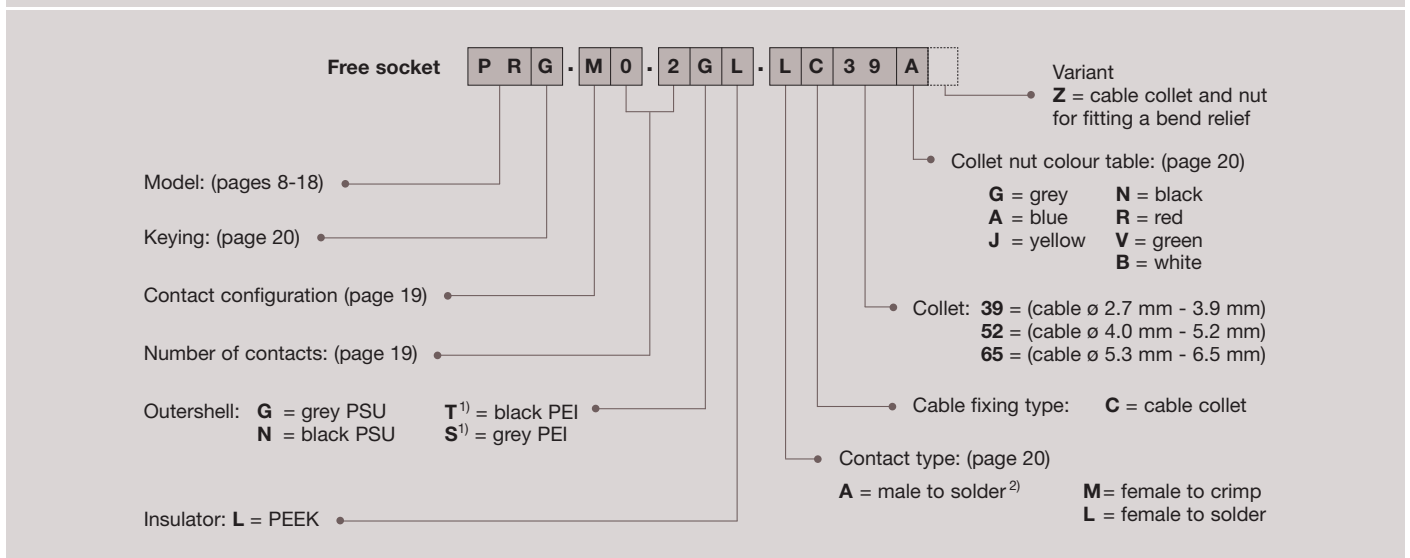 Free socket P R G . M 0 . 2 G L . L C 3 9 A
Variant
Z = cable collet and nut
for fitting a bend relief
Collet nut colour table: (page 20)
G = grey N = black
A = blue R = red
J = yellow V = green
B = white
Model: (pages 8-18)
Keying: (page 20)
Contact configuration (page 19)
Collet: 39 = (cable ø 2.7 mm - 3.9 mm)
52 = (cable ø 4.0 mm - 5.2 mm)
65 = (cable ø 5.3 mm - 6.5 mm)
Number of contacts: (page 19)
Outershell: G = grey PSU T1) = black PEI
N = black PSU S1) = grey PEI
Cable fixing type: C = cable collet
Contact type: (page 20)
A = male to solder 2) M = female to crimp
L = female to solder
Insulator: L = PEEK